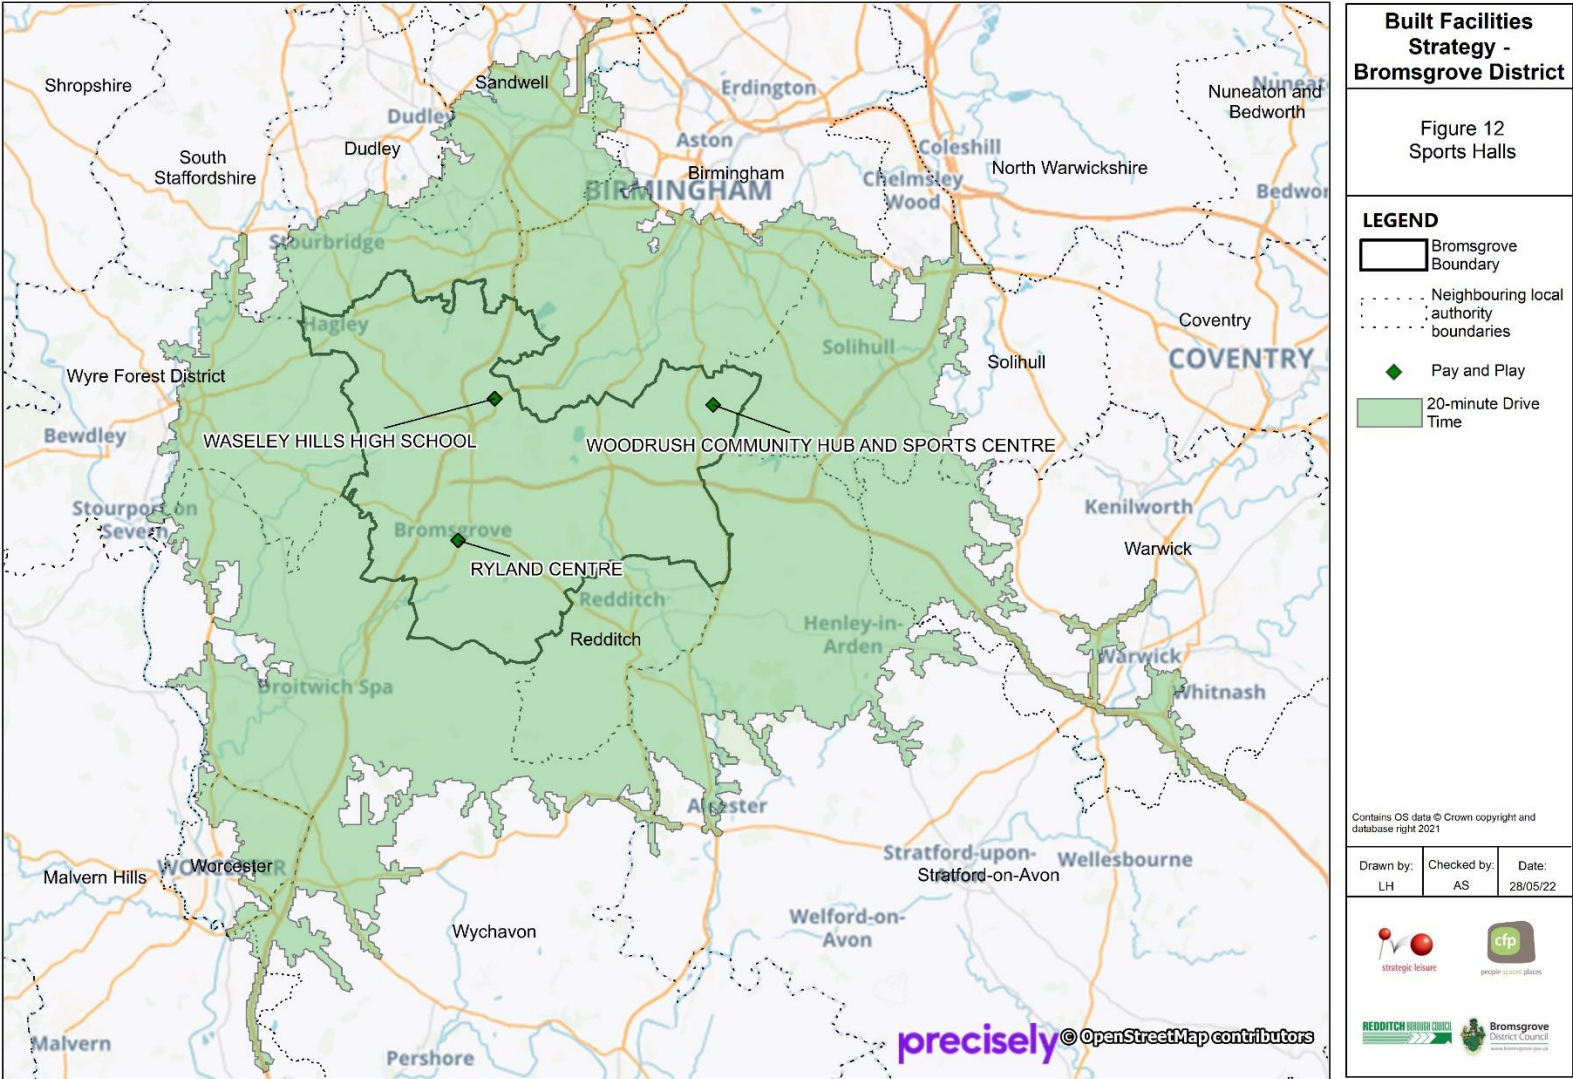 Shropshire
Sandwell
Erdington
Nuneat
Nuneaton and
Bedworth
Dudley
Aston
South
Staffordshire
Dudley
Coleshill
North Warwickshire
Birmingham
BIRMINGHAM
Chelmsley
Wood
Bedwor
Stourbridge
Hagley
Solihull
Solihull
Coventry
COVENTRY
Wyre Forest District
Bewdley
WASELEY HILLS HIGH SCHOOL
WOODRUSH COMMUNITY HUB AND SPORTS CENTRE
Stourport on
Severn
Bromsgrove
Kenilworth
Warwick
RYLAND CENTRE
Redditch
Redditch
Henley-in-
Arden
Warwick
Whitnash
Droitwich Spa
Alcester
Worcester
Malvern Hills
Stratford-upon-
Stratford-on-Avon
Wellesbourne
Welford-on-
Avon
Wychavon
Malvern
Pershore
precisely © OpenStreetMap contributors
Built Facilities
Strategy -
Bromsgrove District
Figure 12
Sports Halls
LEGEND
Bromsgrove
Boundary
Neighbouring local
authority
boundaries
Pay and Play
20-minute Drive
Time
Contains OS data © Crown copyright and
database right 2021
Drawn by: Checked by: Date:
LH AS 28/05/22
strategic leisure
cfp
people spaces places
REDDITCH BOROUGH COUNCIL
Bromsgrove
District Council
www.bromsgrove.gov.uk